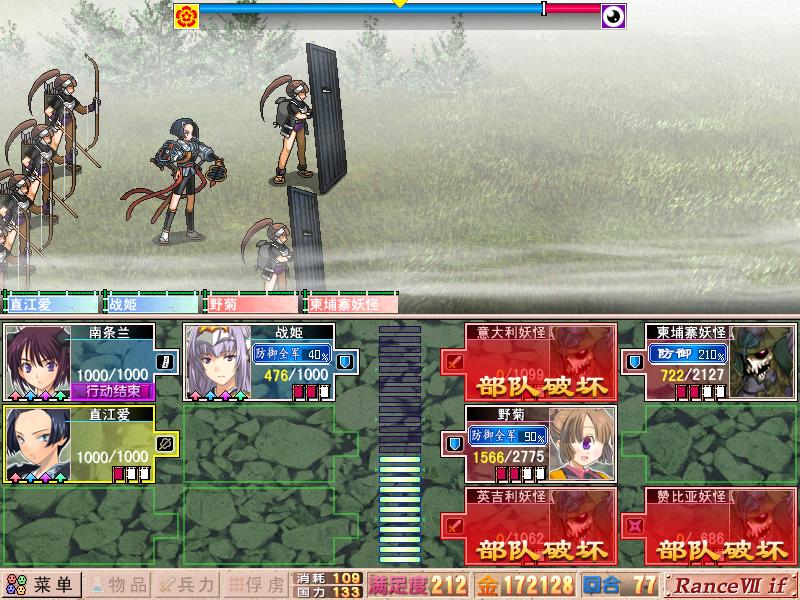 直江爱 战姬 野菊 柬埔寨妖怪
南条兰
1000/1000
行动结束
战姬
防御全军 40%
476/1000
意大利妖怪
0/1099
部队破坏
柬埔寨妖怪
防御 210%
722/2127
直江爱
1000/1000
野菊
防御全军 90%
1566/2775
英吉利妖怪
0/1062
部队破坏
赞比亚妖怪
0/686
部队破坏
菜单 物品 兵力 俘虏 消耗 109 国力 133 满足度 212 金 172128 回合 77 RanceⅦ if